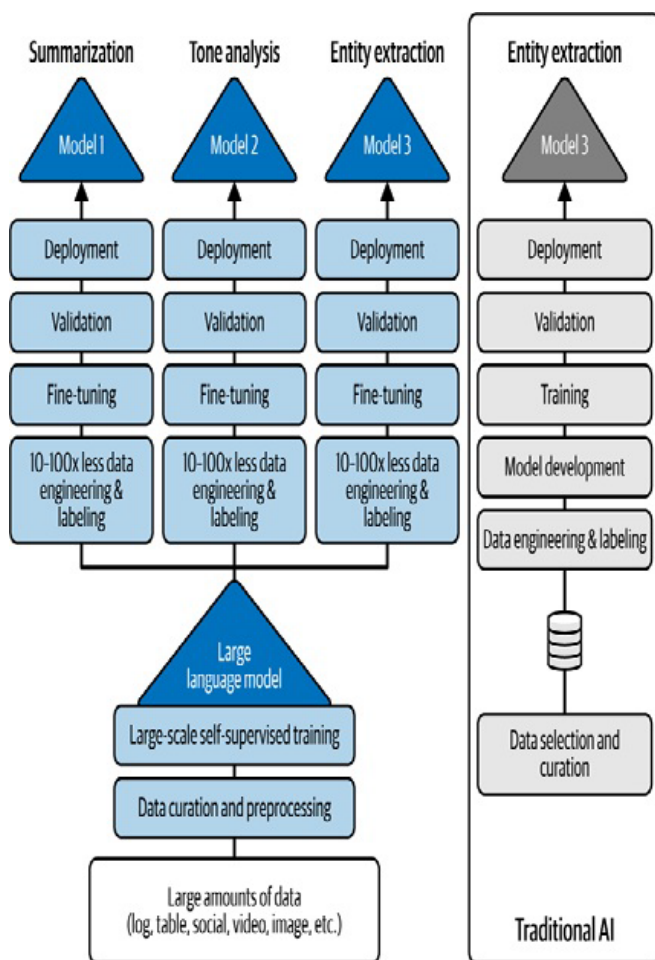 Summarization
Tone analysis
Entity extraction
Entity extraction
Model 1
Model 2
Model 3
Model 3
Deployment
Deployment
Deployment
Deployment
Validation
Validation
Validation
Validation
Fine-tuning
Fine-tuning
Fine-tuning
Training
10-100x less data
engineering &
labeling
10-100x less data
engineering &
labeling
10-100x less data
engineering &
labeling
Model development
Data engineering & labeling
Large
language model
Large-scale self-supervised training
Data curation and preprocessing
Large amounts of data
(log, table, social, video, image, etc.)
Data selection and
curation
Traditional AI